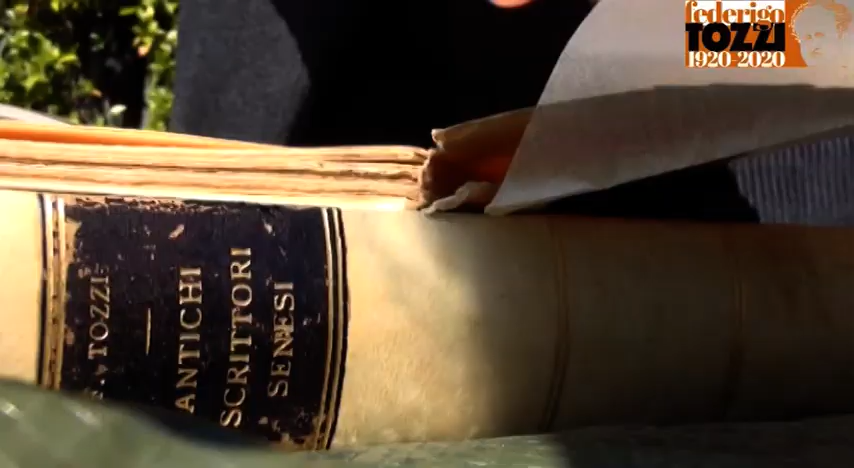 federigo
TOZZI
1920-2020
F. TOZZI
ANTICHI
SCRITTORI
SENESI